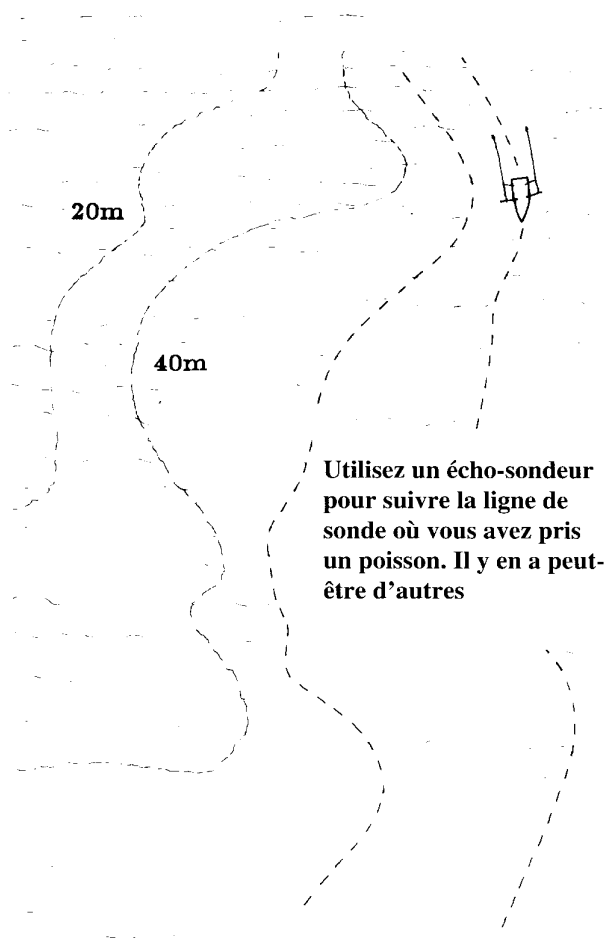 20m
40m
Utilisez un écho-sondeur
pour suivre la ligne de
sonde où vous avez pris
un poisson. Il y en a peut-
être d'autres